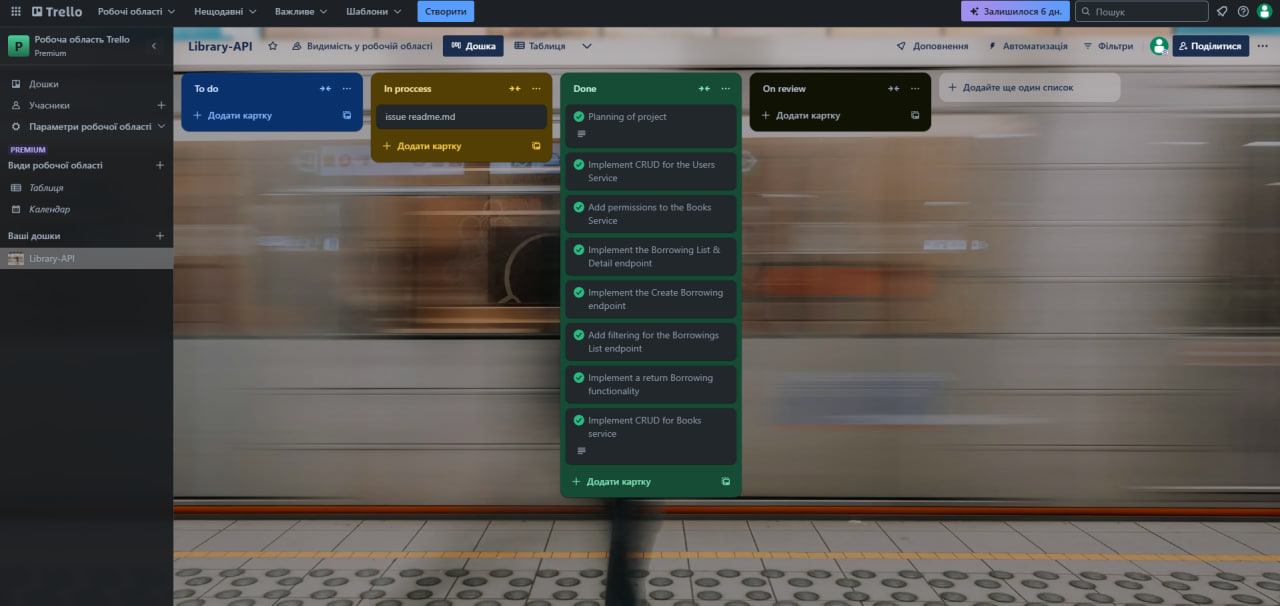 Trello
Робочі області
Нещодавні
Важливе
Шаблони
Створити
Залишилося 6 дн.
Пошук
P
Робоча область Trello
Premium
Дошки
Учасники
Параметри робочої області
PREMIUM
Види робочої області
Таблиця
Календар
Ваші дошки
Library-API
Library-API
Видимість у робочій області
Дошка
Таблиця
Доповнення
Автоматизація
Фільтри
Поділитися
To do
Додати картку
In proccess
issue readme.md
Додати картку
Done
Planning of project
Implement CRUD for the Users
Service
Add permissions to the Books
Service
Implement the Borrowing List &
Detail endpoint
Implement the Create Borrowing
endpoint
Add filtering for the Borrowings
List endpoint
Implement a return Borrowing
functionality
Implement CRUD for Books
service
Додати картку
On review
Додати картку
Додайте ще один список